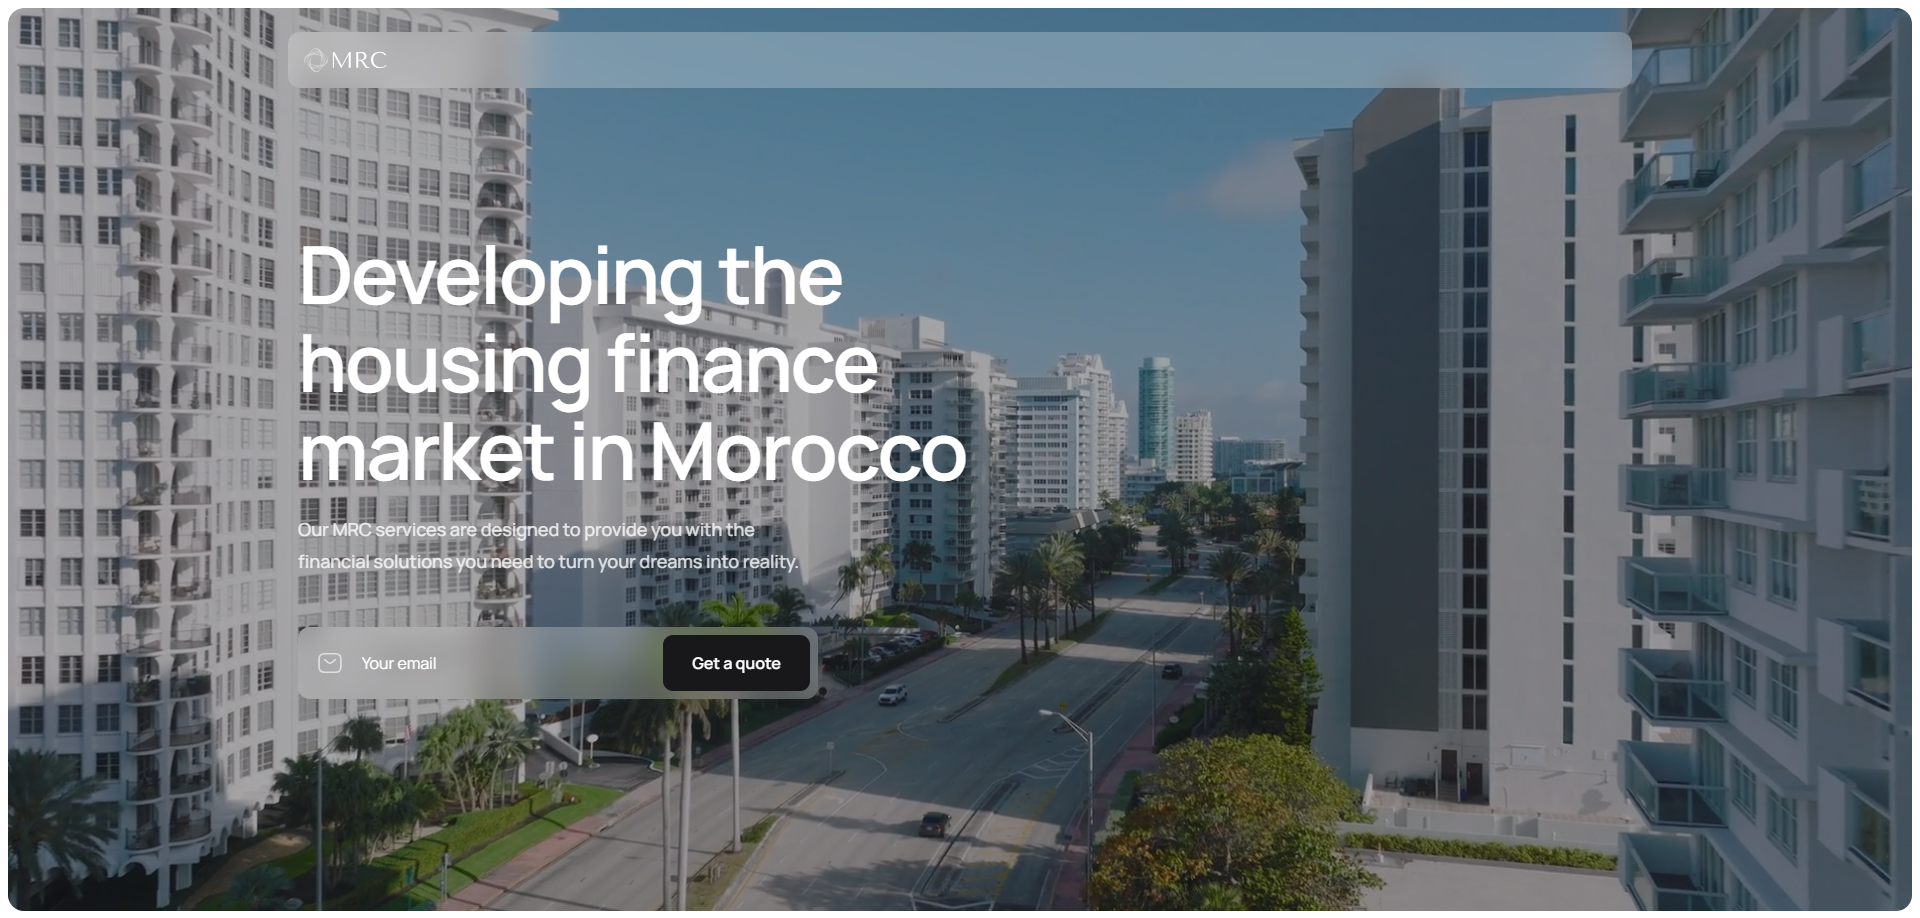 MRC
Developing the
housing finance
market in Morocco
Our MRC services are designed to provide you with the
financial solutions you need to turn your dreams into reality.
Your email
Get a quote